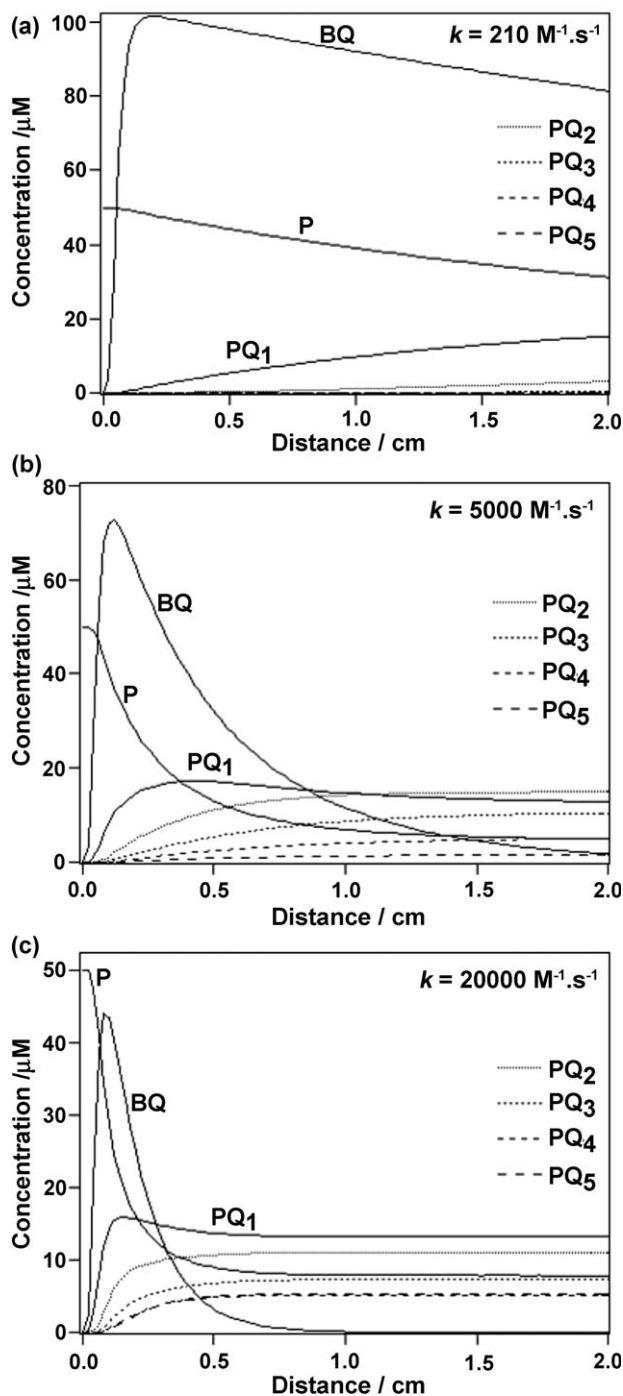 (a)
k = 210 M-1.s-1
BQ
P
PQ1
PQ2
PQ3
PQ4
PQ5
Concentration /µM
100
80
60
40
20
0
0.0 0.5 1.0 1.5 2.0
Distance / cm
(b)
k = 5000 M-1.s-1
BQ
P
PQ1
PQ2
PQ3
PQ4
PQ5
Concentration /µM
80
60
40
20
0
0.0 0.5 1.0 1.5 2.0
Distance / cm
(c)
k = 20000 M-1.s-1
P
BQ
PQ1
PQ2
PQ3
PQ4
PQ5
Concentration /µM
50
40
30
20
10
0
0.0 0.5 1.0 1.5 2.0
Distance / cm